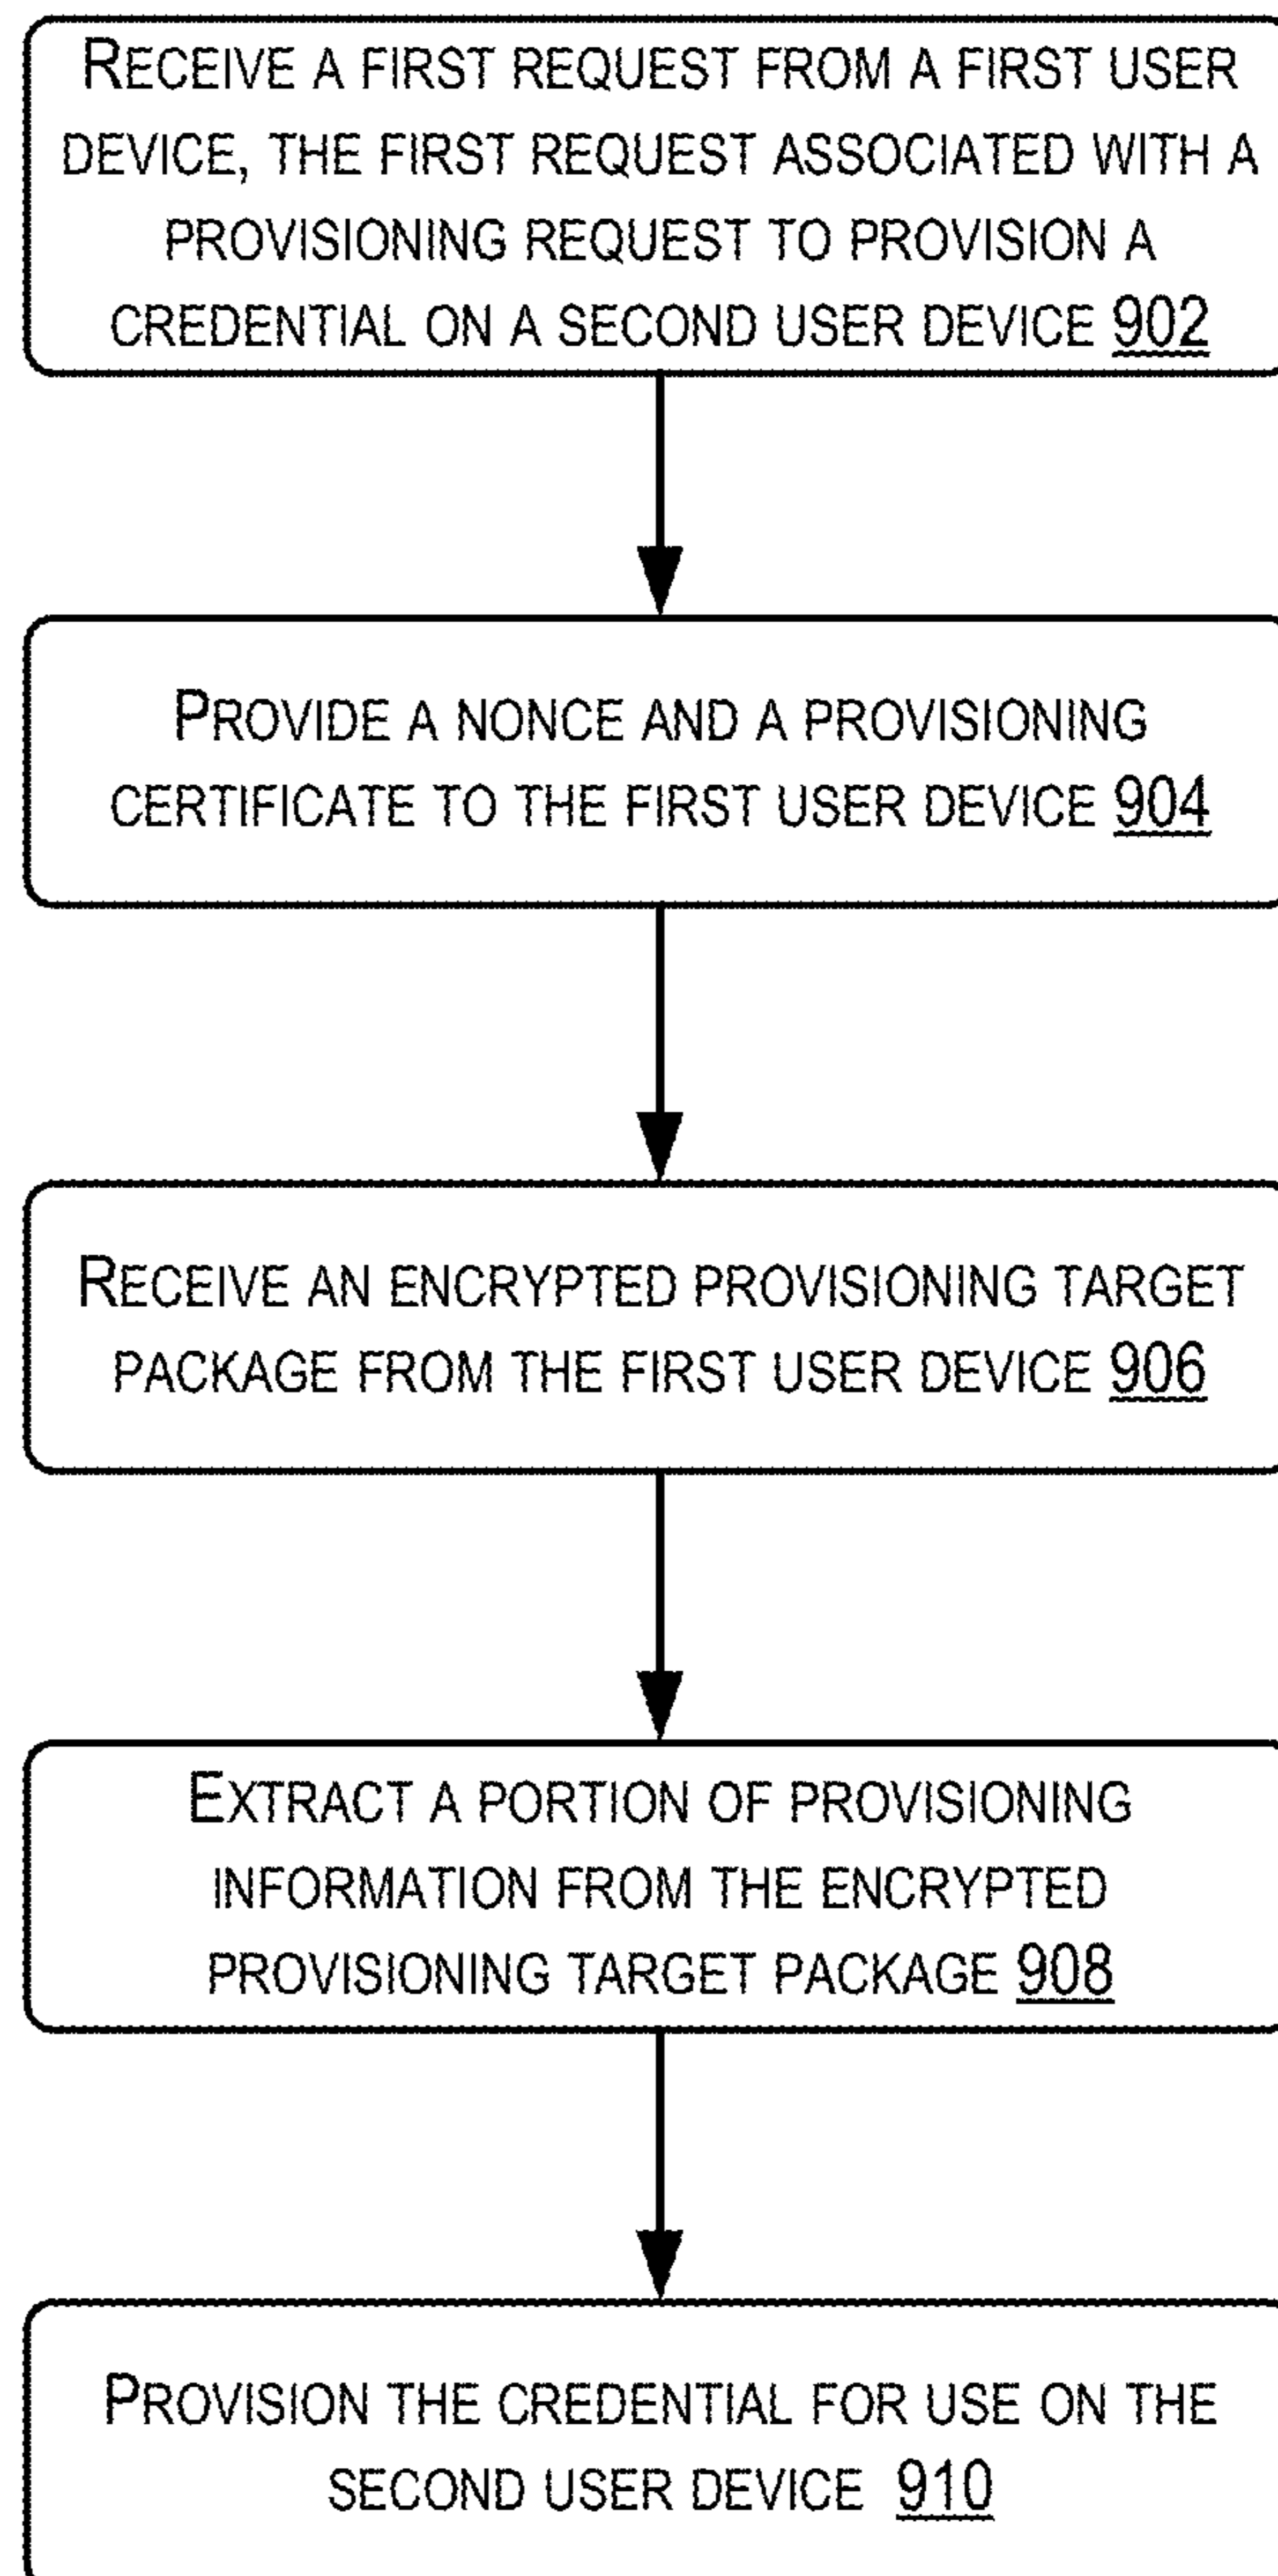 RECEIVE A FIRST REQUEST FROM A FIRST USER
DEVICE, THE FIRST REQUEST ASSOCIATED WITH A
PROVISIONING REQUEST TO PROVISION A
CREDENTIAL ON A SECOND USER DEVICE 902
PROVIDE A NONCE AND A PROVISIONING
CERTIFICATE TO THE FIRST USER DEVICE 904
RECEIVE AN ENCRYPTED PROVISIONING TARGET
PACKAGE FROM THE FIRST USER DEVICE 906
EXTRACT A PORTION OF PROVISIONING
INFORMATION FROM THE ENCRYPTED
PROVISIONING TARGET PACKAGE 908
PROVISION THE CREDENTIAL FOR USE ON THE
SECOND USER DEVICE 910